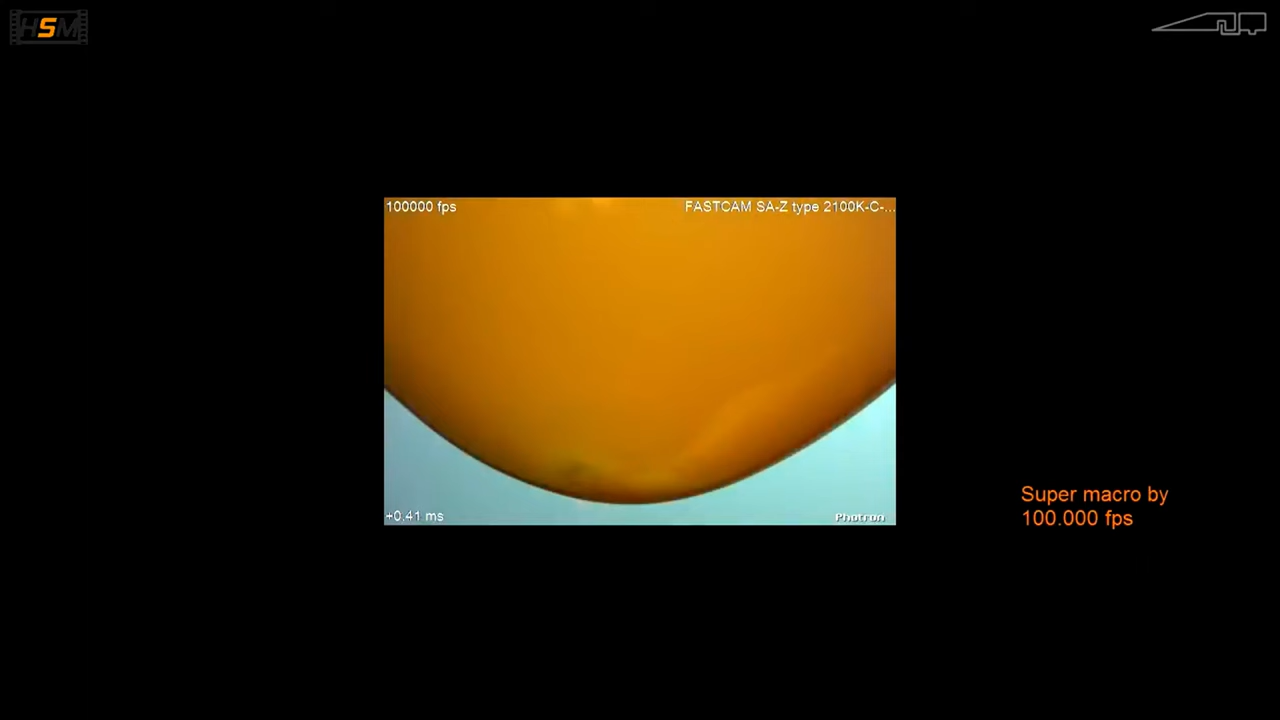 HSM
100000 fps
FASTCAM SA-Z type 2100K-C-...
+0.41 ms
Photron
Super macro by
100.000 fps